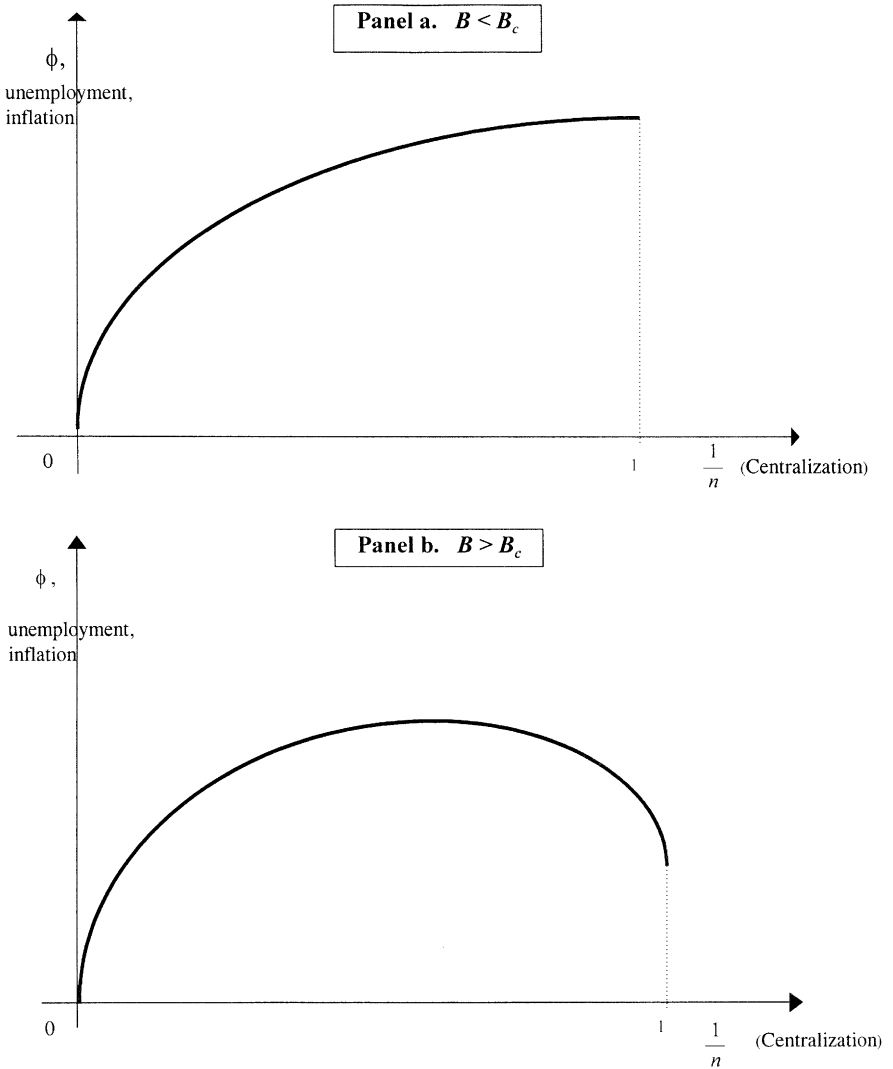 Panel a. B < B_c
ϕ,
unemployment,
inflation
0
1
1/n (Centralization)
Panel b. B > B_c
ϕ ,
unemployment,
inflation
0
1
1/n (Centralization)